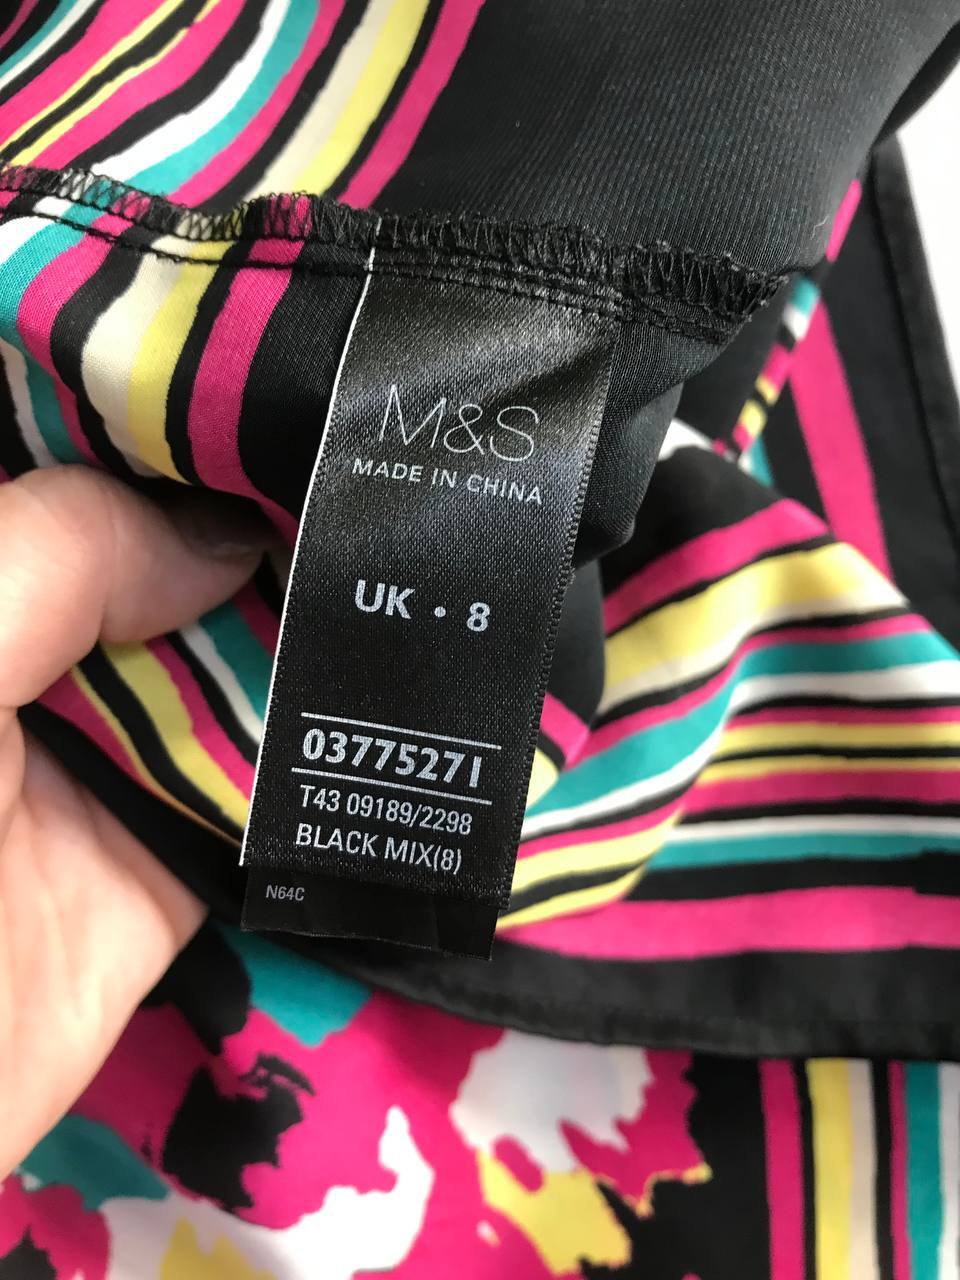 M&S
MADE IN CHINA
UK • 8
03775271
T43 09189/2298
BLACK MIX(8)
N64C